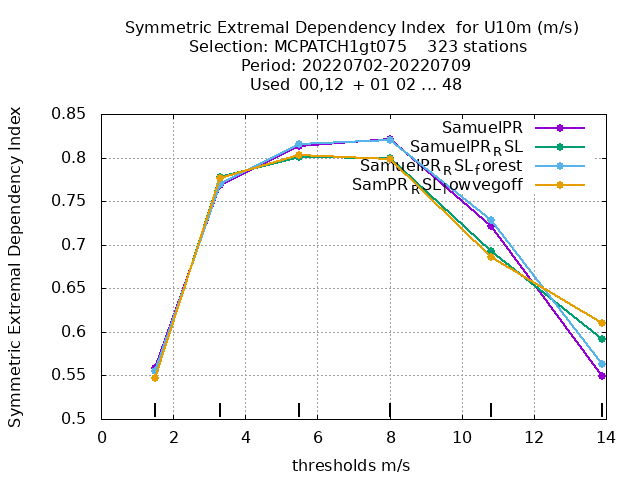 Symmetric Extremal Dependency Index for U10m (m/s)
Selection: MCPATCH1gt075 323 stations
Period: 20220702-20220709
Used 00,12 + 01 02 ... 48
Symmetric Extremal Dependency Index
0.85
0.8
0.75
0.7
0.65
0.6
0.55
0.5
SamuelPR
SamuelPR_RSL
SamuelPR_RSL_forest
SamPR_RSL_lowvegoff
0 2 4 6 8 10 12 14
thresholds m/s